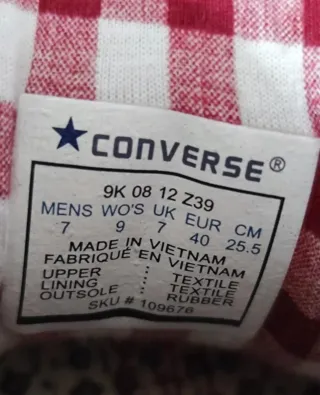 ★CONVERSE®
9K 08 12 Z39
MENS WO'S UK EUR CM
7 9 7 40 25.5
MADE IN VIETNAM
FABRIQUÉ EN VIETNAM
UPPER : TEXTILE
LINING : TEXTILE
OUTSOLE : RUBBER
SKU # 109676